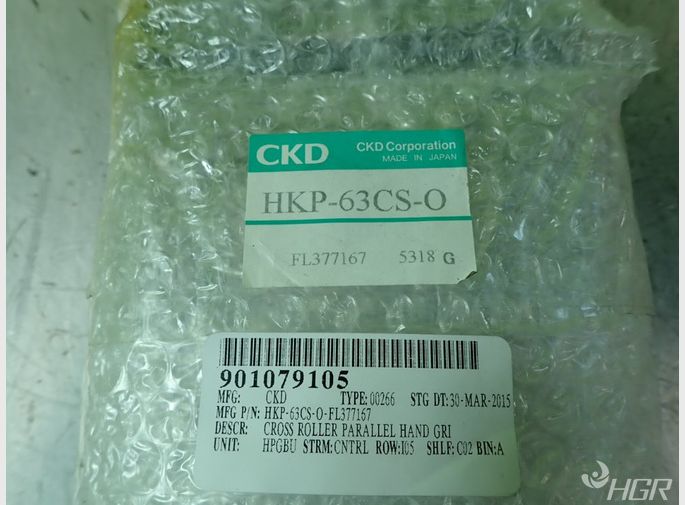 CKD CKD Corporation
MADE IN JAPAN
HKP-63CS-O
FL377167 5318 G
901079105
MFG: CKD TYPE: 00266 STG DT: 30-MAR-2015
MFG P/N: HKP-63CS-O-FL377167
DESCR: CROSS ROLLER PARALLEL HAND GRI
UNIT: HPGBU STRM: CNTRL ROW: I05 SHLF: C02 BIN: A
HGR